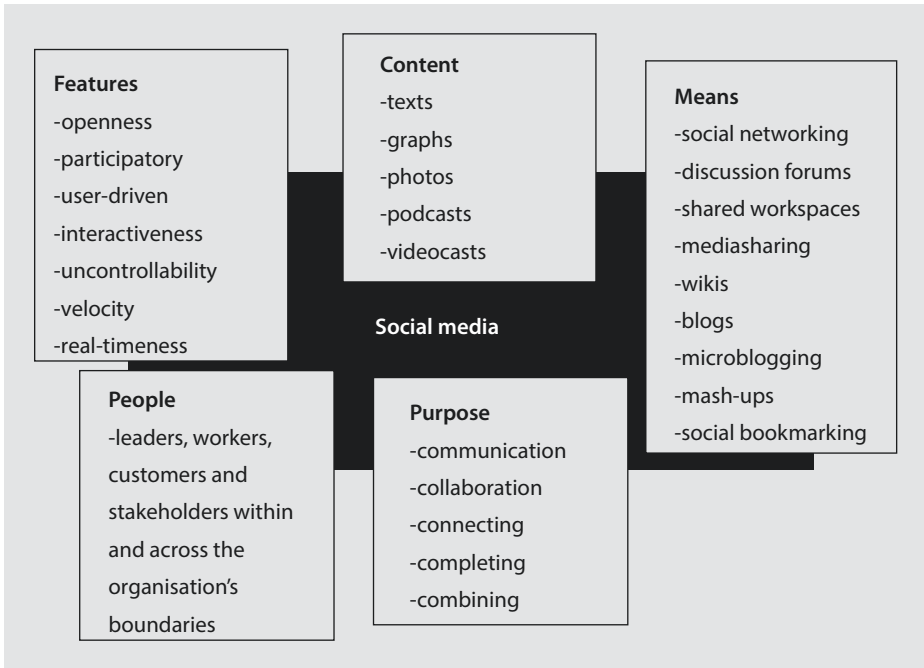 Features
-openness
-participatory
-user-driven
-interactiveness
-uncontrollability
-velocity
-real-timeness
Content
-texts
-graphs
-photos
-podcasts
-videocasts
Means
-social networking
-discussion forums
-shared workspaces
-mediasharing
-wikis
-blogs
-microblogging
-mash-ups
-social bookmarking
Social media
People
-leaders, workers,
customers and
stakeholders within
and across the
organisation's
boundaries
Purpose
-communication
-collaboration
-connecting
-completing
-combining